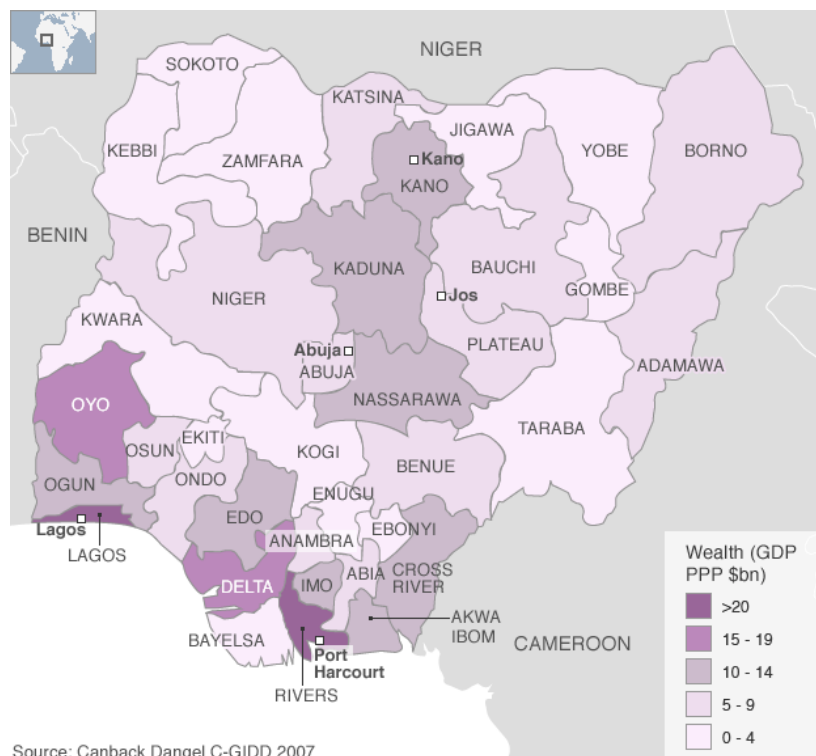 NIGER
SOKOTO
KATSINA
JIGAWA
KEBBI
ZAMFARA
Kano
KANO
YOBE
BORNO
BENIN
KADUNA
BAUCHI
NIGER
Jos
GOMBE
KWARA
Abuja
ABUJA
PLATEAU
ADAMAWA
OYO
NASSARAWA
TARABA
EKITI
OSUN
KOGI
BENUE
OGUN
ONDO
ENUGU
EDO
EBONYI
Lagos
ANAMBRA
LAGOS
DELTA
IMO
ABIA
CROSS
RIVER
AKWA
IBOM
BAYELSA
CAMEROON
Port
Harcourt
RIVERS
Wealth (GDP
PPP $bn)
>20
15 - 19
10 - 14
5 - 9
0 - 4
Source: Canback Dangel C-GIDD 2007